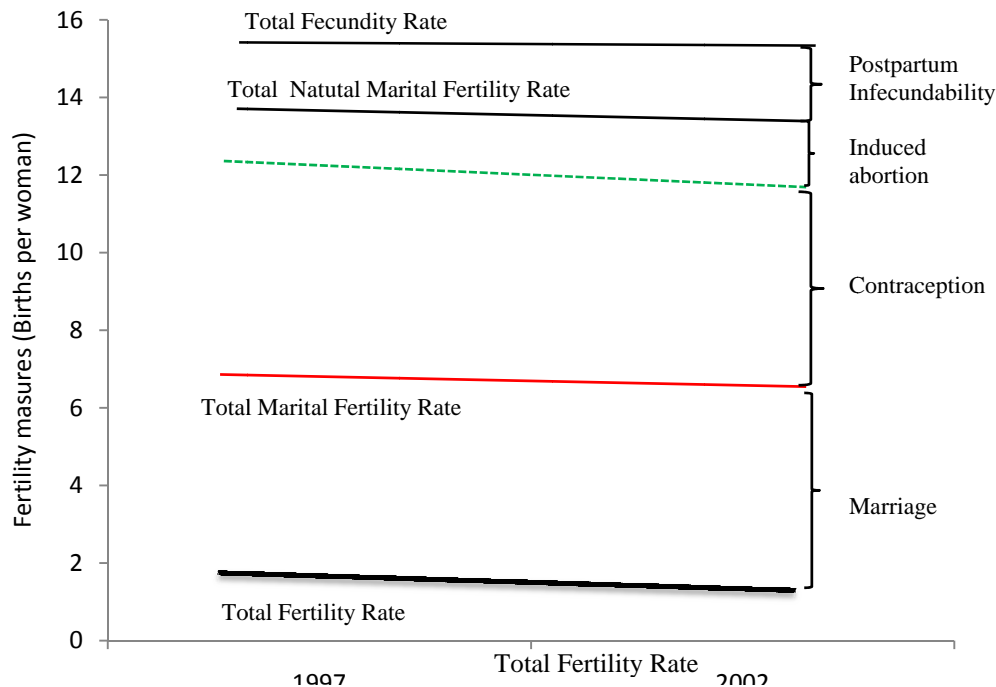 16
Total Fecundity Rate
Postpartum
Infecundability
14
Total Natutal Marital Fertility Rate
Induced
abortion
12
10
Contraception
8
6
Total Marital Fertility Rate
4
Marriage
2
Total Fertility Rate
0
Total Fertility Rate
1997
2002
Fertility masures (Births per woman)